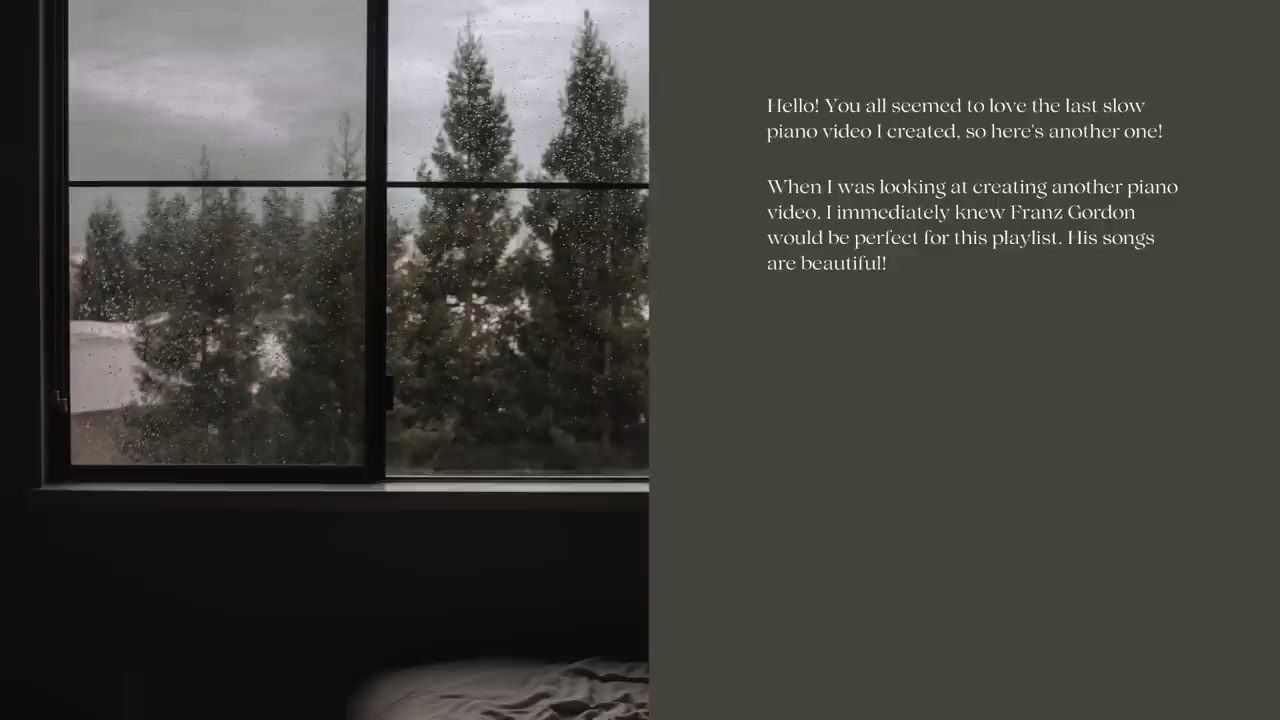 Hello! You all seemed to love the last slow
piano video I created, so here's another one!
When I was looking at creating another piano
video, I immediately knew Franz Gordon
would be perfect for this playlist. His songs
are beautiful!